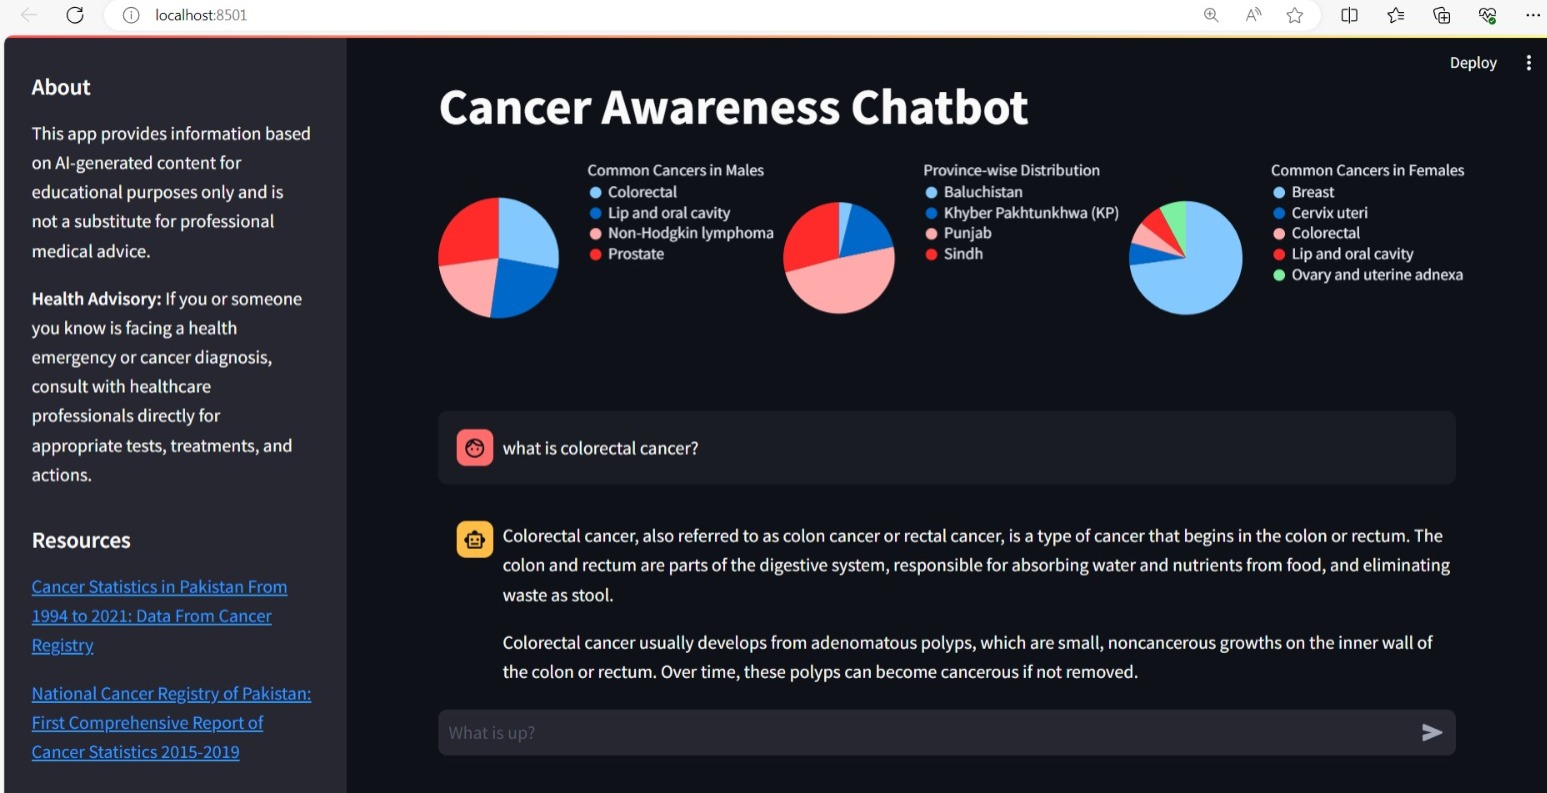 localhost:8501
Deploy
About
This app provides information based
on AI-generated content for
educational purposes only and is
not a substitute for professional
medical advice.
Health Advisory: If you or someone
you know is facing a health
emergency or cancer diagnosis,
consult with healthcare
professionals directly for
appropriate tests, treatments, and
actions.
Resources
Cancer Statistics in Pakistan From
1994 to 2021: Data From Cancer
Registry
National Cancer Registry of Pakistan:
First Comprehensive Report of
Cancer Statistics 2015-2019
Cancer Awareness Chatbot
Common Cancers in Males
Colorectal
Lip and oral cavity
Non-Hodgkin lymphoma
Prostate
Province-wise Distribution
Baluchistan
Khyber Pakhtunkhwa (KP)
Punjab
Sindh
Common Cancers in Females
Breast
Cervix uteri
Colorectal
Lip and oral cavity
Ovary and uterine adnexa
what is colorectal cancer?
Colorectal cancer, also referred to as colon cancer or rectal cancer, is a type of cancer that begins in the colon or rectum. The
colon and rectum are parts of the digestive system, responsible for absorbing water and nutrients from food, and eliminating
waste as stool.
Colorectal cancer usually develops from adenomatous polyps, which are small, noncancerous growths on the inner wall of
the colon or rectum. Over time, these polyps can become cancerous if not removed.
What is up?